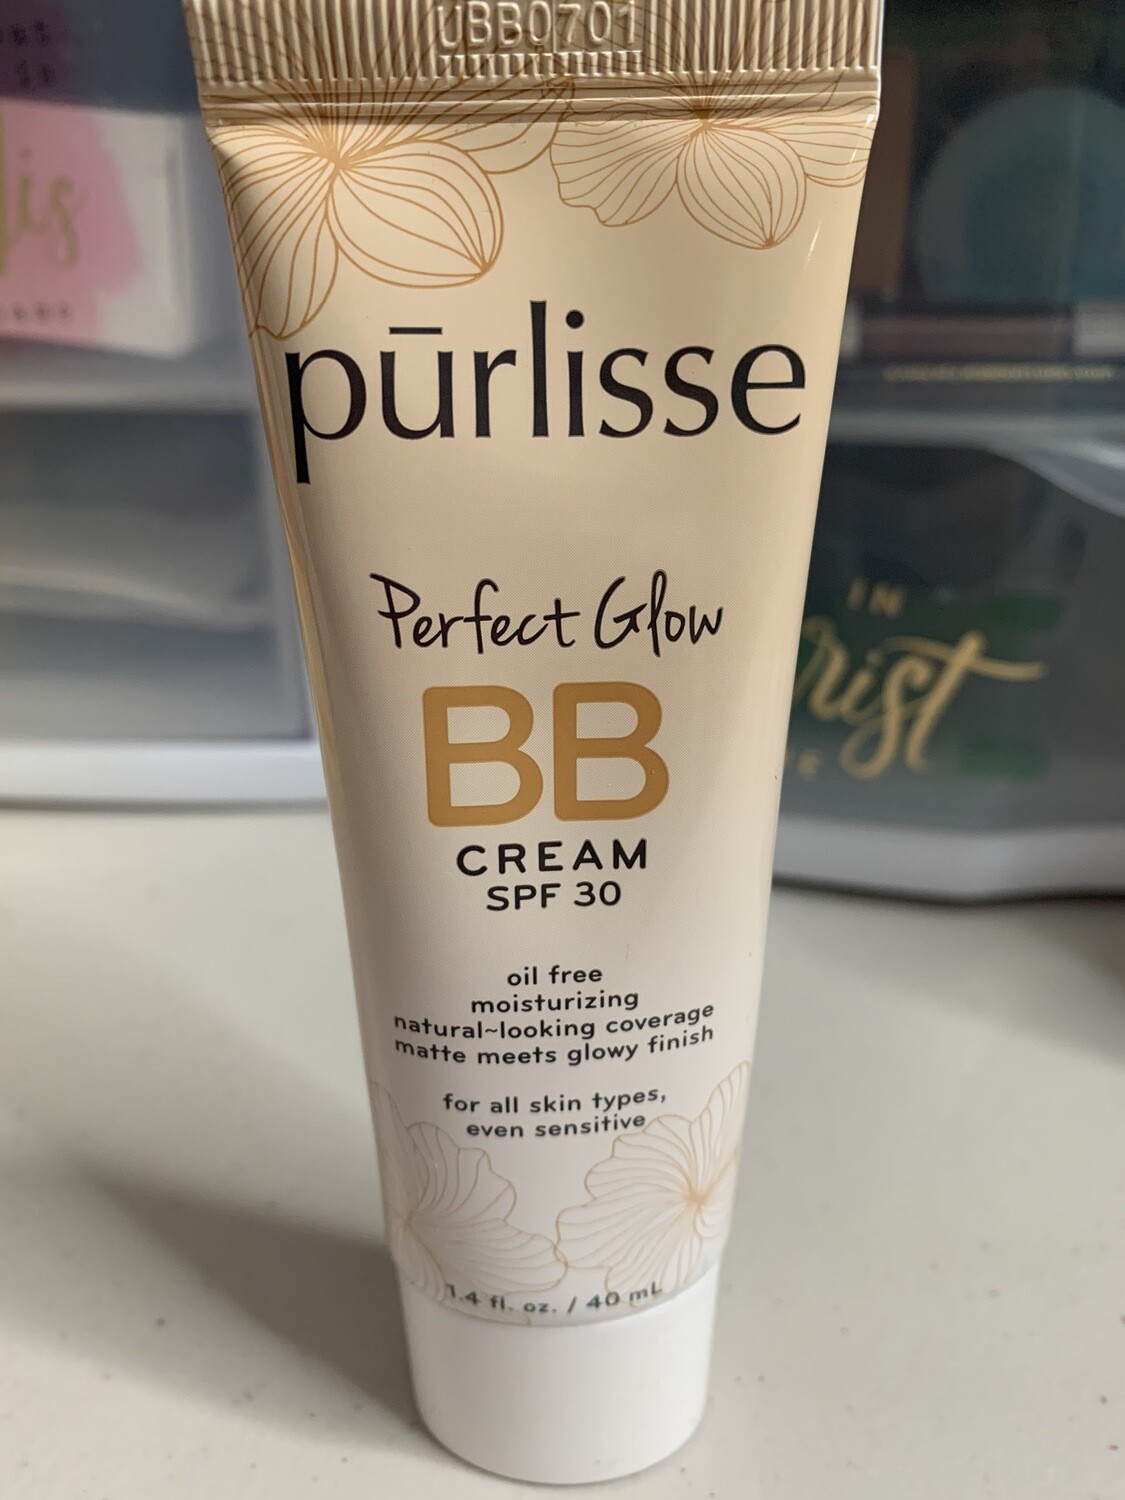 UBB0701
pūrlisse
Perfect Glow
BB
CREAM
SPF 30
oil free
moisturizing
natural~looking coverage
matte meets glowy finish
for all skin types,
even sensitive
1.4 fl. oz. / 40 mL
IN